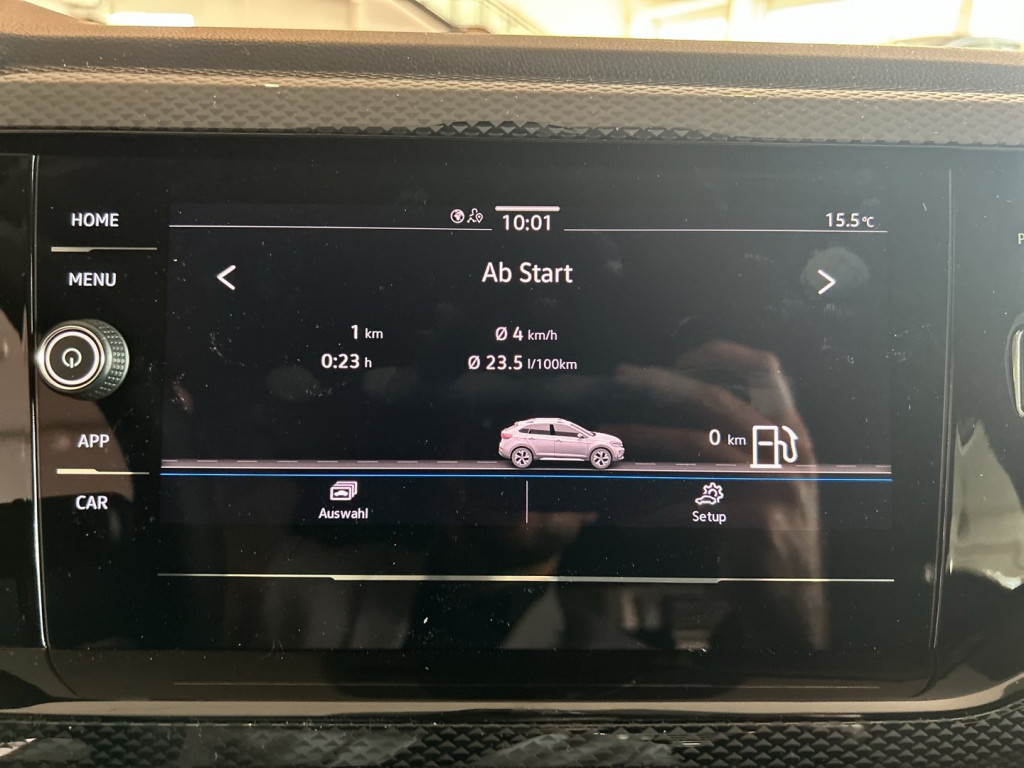 HOME
MENU
APP
CAR
10:01
15.5°C
Ab Start
1 km
Ø 4 km/h
0:23 h
Ø 23.5 l/100km
0 km
Auswahl
Setup
P